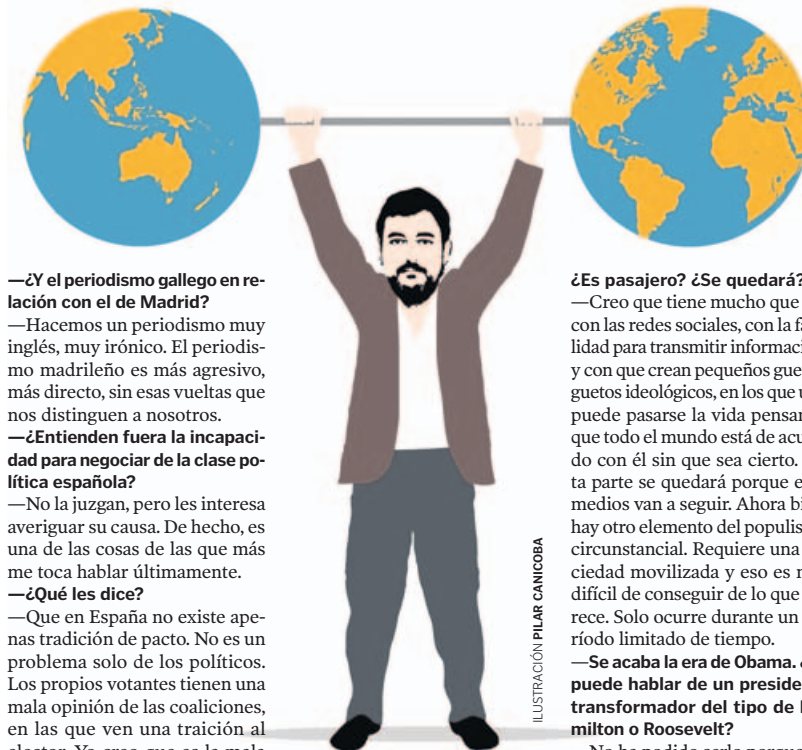 —¿Y el periodismo gallego en re-
lación con el de Madrid?
—Hacemos un periodismo muy
inglés, muy irónico. El periodis-
mo madrileño es más agresivo,
más directo, sin esas vueltas que
nos distinguen a nosotros.
—¿Entienden fuera la incapaci-
dad para negociar de la clase po-
lítica española?
—No la juzgan, pero les interesa
averiguar su causa. De hecho, es
una de las cosas de las que más
me toca hablar últimamente.
—¿Qué les dice?
—Que en España no existe ape-
nas tradición de pacto. No es un
problema solo de los políticos.
Los propios votantes tienen una
mala opinión de las coaliciones,
en las que ven una traición al
ILUSTRACIÓN PILAR CANICOBA
¿Es pasajero? ¿Se quedará?
—Creo que tiene mucho que
con las redes sociales, con la fa
lidad para transmitir informaci
y con que crean pequeños gue
guetos ideológicos, en los que u
puede pasarse la vida pensan
que todo el mundo está de acu
do con él sin que sea cierto.
ta parte se quedará porque e
medios van a seguir. Ahora bi
hay otro elemento del populis
circunstancial. Requiere una
ciedad movilizada y eso es m
difícil de conseguir de lo que
rece. Solo ocurre durante un
ríodo limitado de tiempo.
—Se acaba la era de Obama. ¿
puede hablar de un preside
transformador del tipo de
milton o Roosevelt?